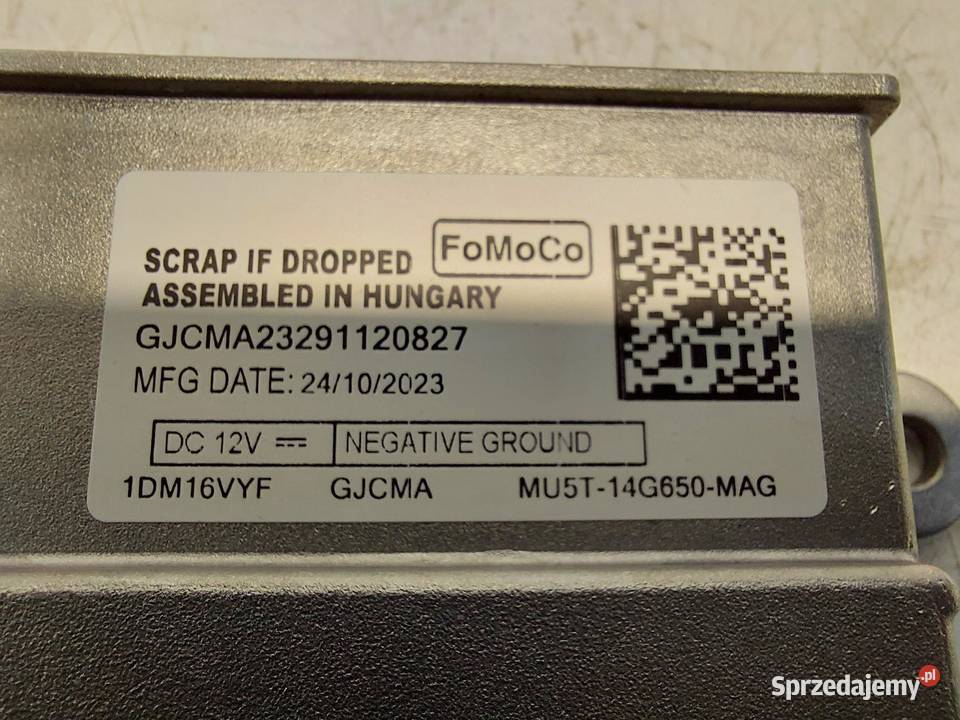 SCRAP IF DROPPED FoMoCo
ASSEMBLED IN HUNGARY
GJCMA23291120827
MFG DATE: 24/10/2023
DC 12V NEGATIVE GROUND
1DM16VYF GJCMA MU5T-14G650-MAG
Sprzedajemy.pl